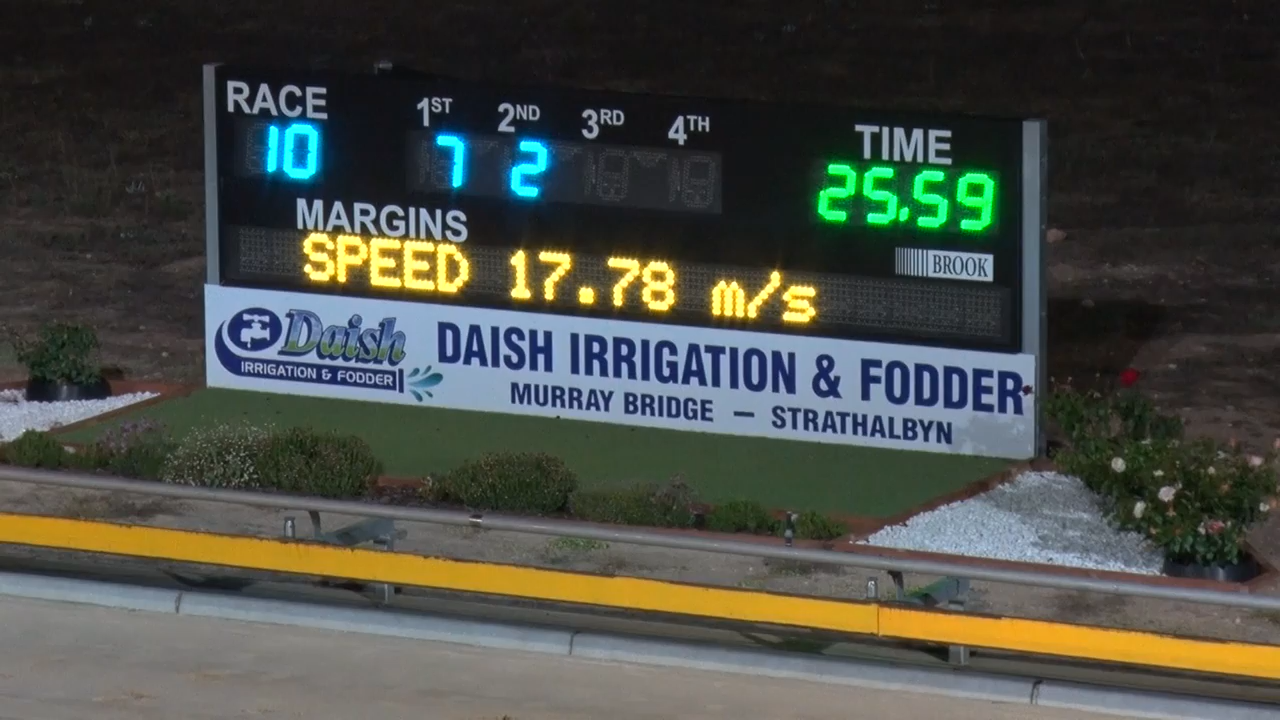 RACE 1ST 2ND 3RD 4TH TIME
10 7 2 25.59
MARGINS
SPEED 17.78 m/s
BROOK
Daish
IRRIGATION & FODDER
DAISH IRRIGATION & FODDER
MURRAY BRIDGE – STRATHALBYN